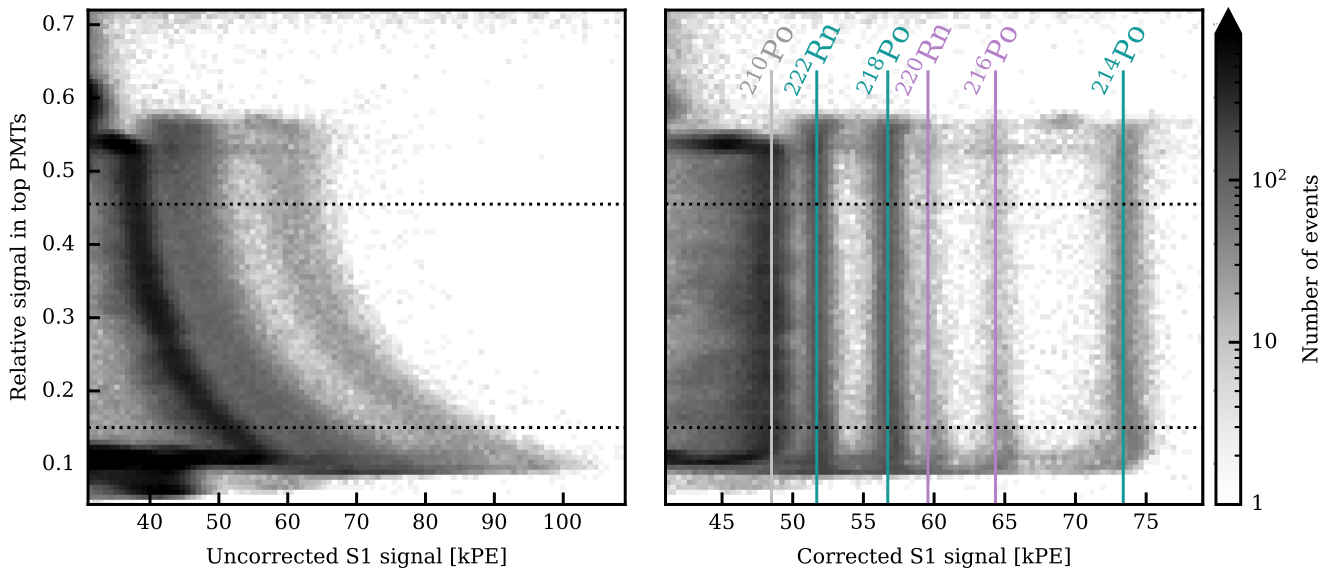 Relative signal in top PMTs
0.7
0.6
0.5
0.4
0.3
0.2
0.1
40 50 60 70 80 90 100
Uncorrected S1 signal [kPE]
²¹⁰Po
²²²Rn
²¹⁸Po
²²⁰Rn
²¹⁶Po
²¹⁴Po
45 50 55 60 65 70 75
Corrected S1 signal [kPE]
10²
10
1
Number of events